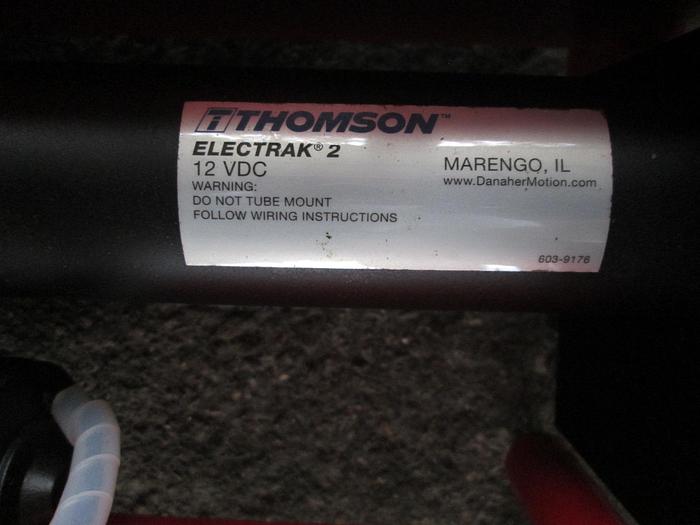 THOMSON™
ELECTRAK® 2
12 VDC
WARNING:
DO NOT TUBE MOUNT
FOLLOW WIRING INSTRUCTIONS
MARENGO, IL
www.DanaherMotion.com
603-9176